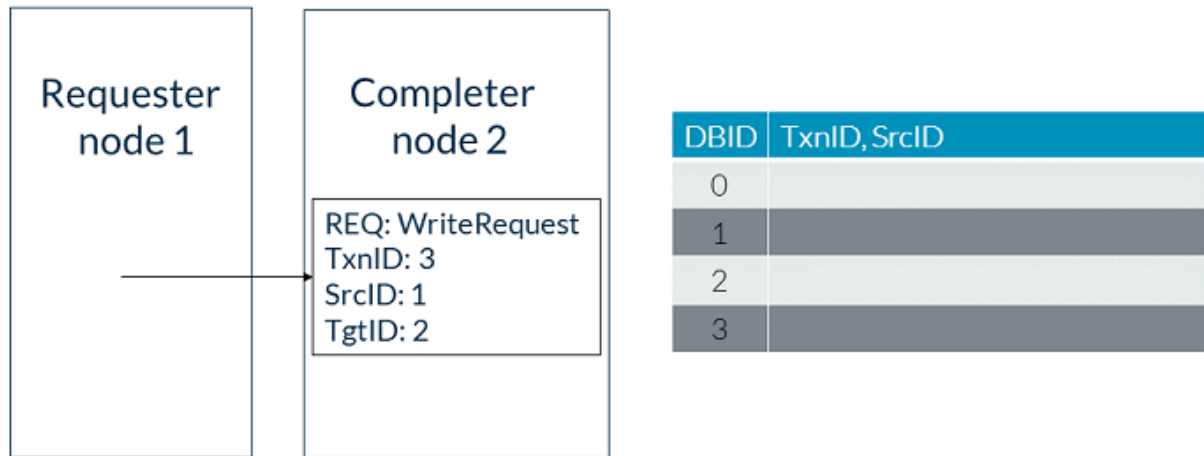 Requester
node 1
Completer
node 2
REQ: WriteRequest
TxnID: 3
SrcID: 1
TgtID: 2
DBID TxnID, SrcID
0
1
2
3